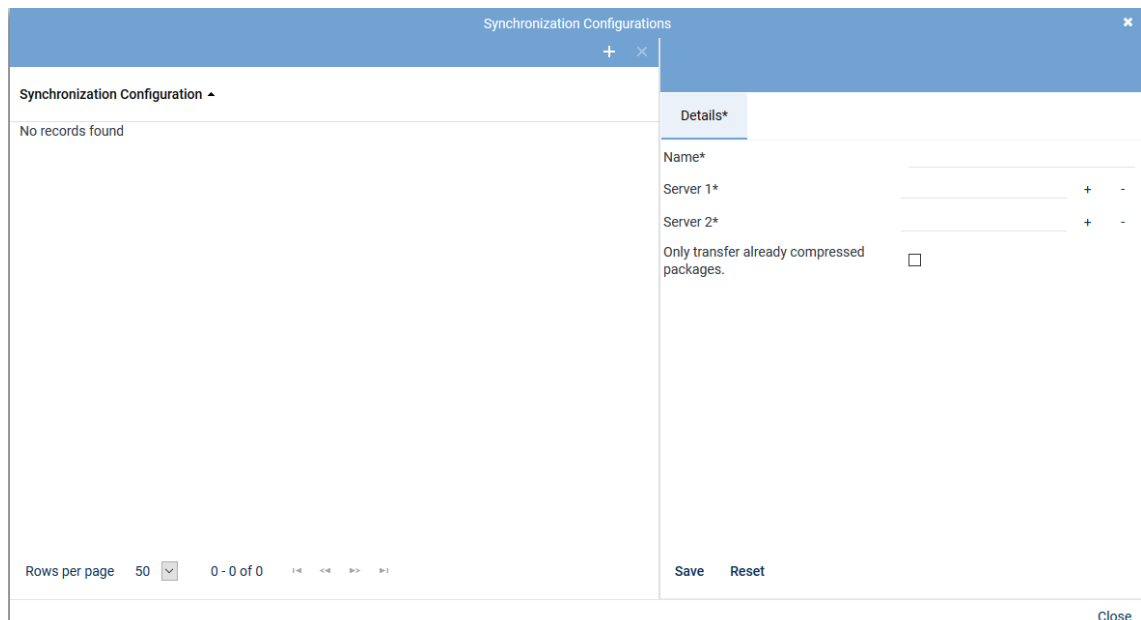 Synchronization Configurations
Synchronization Configuration
No records found
Rows per page 50 0 - 0 of 0
Details*
Name*
Server 1* + -
Server 2* + -
Only transfer already compressed
packages.
Save Reset
Close